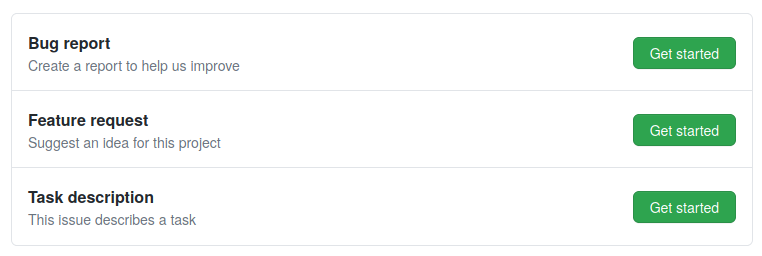 Bug report
Create a report to help us improve
Get started
Feature request
Suggest an idea for this project
Get started
Task description
This issue describes a task
Get started